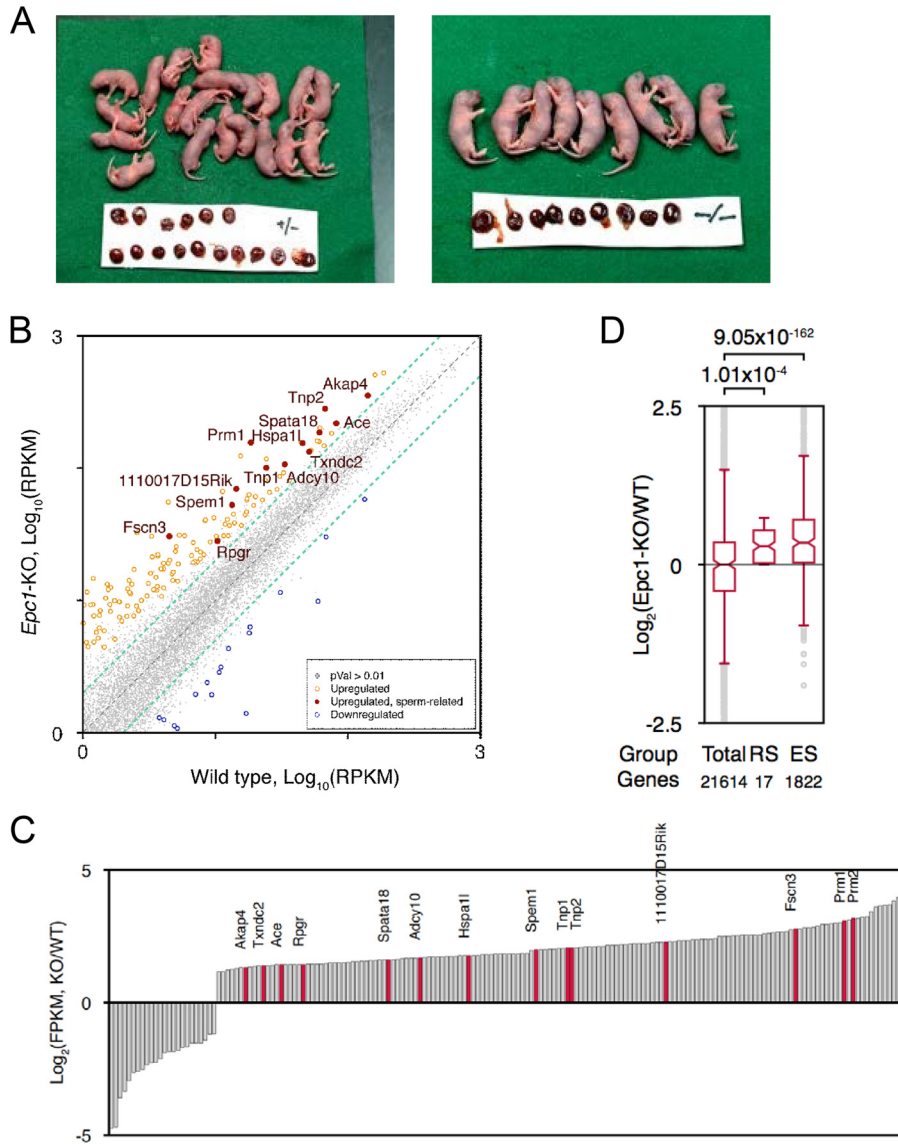 A
+/-
-/-
B
3
Epc1-KO, Log10(RPKM)
0
0
3
Wild type, Log10(RPKM)
Akap4
Tnp2
Ace
Spata18
Prm1
Hspa1l
Txndc2
Tnp1
Adcy10
1110017D15Rik
Spem1
Fscn3
Rpgr
pVal > 0.01
Upregulated
Upregulated, sperm-related
Downregulated
D
9.05x10-162
1.01x10-4
2.5
0
-2.5
Log2(Epc1-KO/WT)
Group Total RS ES
Genes 21614 17 1822
C
5
0
-5
Log2(FPKM, KO/WT)
Akap4
Txndc2
Ace
Rpgr
Spata18
Adcy10
Hspa1l
Spem1
Tnp1
Tnp2
1110017D15Rik
Fscn3
Prm1
Prm2